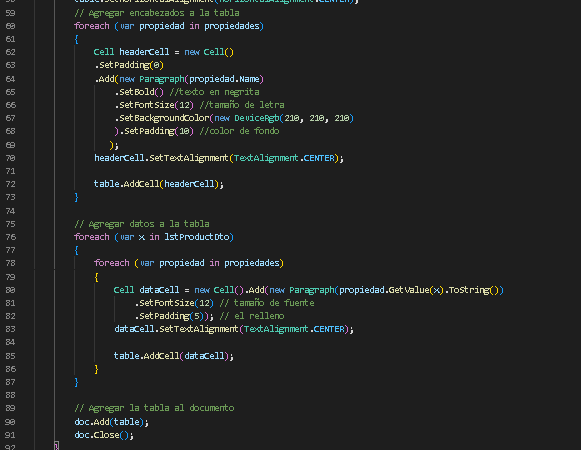 58 table.SetHorizontalAlignment(HorizontalAlignment.CENTER);
59 // Agregar encabezados a la tabla
60 foreach (var propiedad in propiedades)
61 {
62 Cell headerCell = new Cell()
63 .SetPadding(0)
64 .Add(new Paragraph(propiedad.Name)
65 .SetBold() //texto en negrita
66 .SetFontSize(12) //tamaño de letra
67 .SetBackgroundColor(new DeviceRgb(210, 210, 210)
68 ).SetPadding(10) //color de fondo
69 );
70 headerCell.SetTextAlignment(TextAlignment.CENTER);
71
72 table.AddCell(headerCell);
73 }
74
75 // Agregar datos a la tabla
76 foreach (var x in lstProductDto)
77 {
78 foreach (var propiedad in propiedades)
79 {
80 Cell dataCell = new Cell().Add(new Paragraph(propiedad.GetValue(x).ToString())
81 .SetFontSize(12) // tamaño de fuente
82 .SetPadding(5)); // el relleno
83 dataCell.SetTextAlignment(TextAlignment.CENTER);
84
85 table.AddCell(dataCell);
86 }
87 }
88
89 // Agregar la tabla al documento
90 doc.Add(table);
91 doc.Close();
92 }